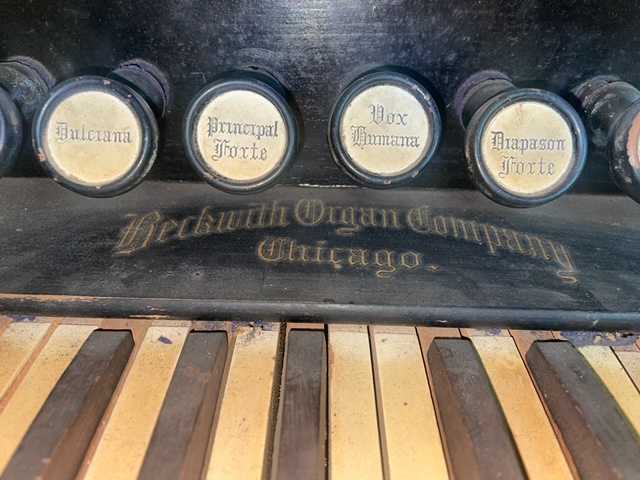 Dulciana
Principal
Forte
Vox
Humana
Diapason
Forte
Beckwith Organ Company
Chicago.